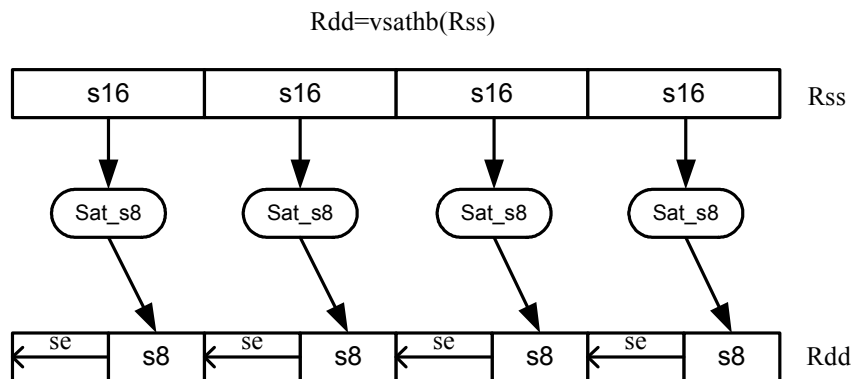 Rdd=vsathb(Rss)
s16 s16 s16 s16 Rss
Sat_s8 Sat_s8 Sat_s8 Sat_s8
se s8 se s8 se s8 se s8 Rdd